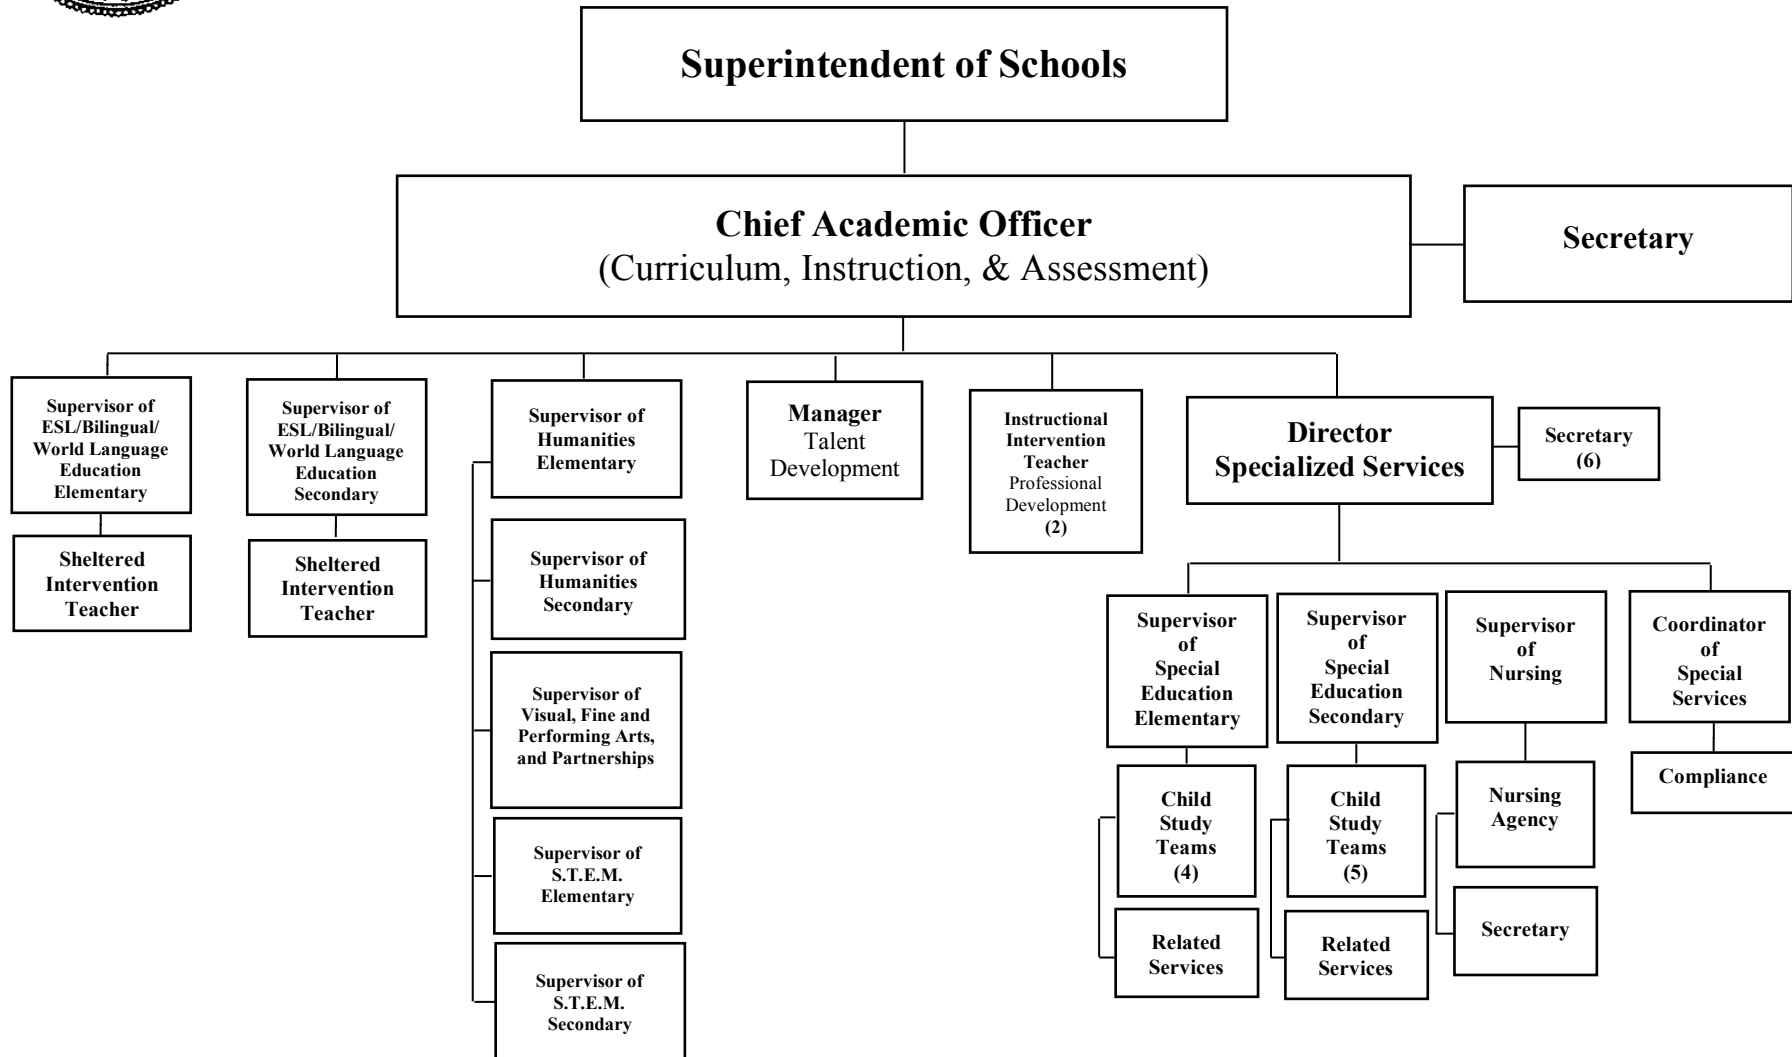 Superintendent of Schools
Chief Academic Officer
(Curriculum, Instruction, & Assessment)
Secretary
Supervisor of
ESL/Bilingual/
World Language
Education
Elementary
Sheltered
Intervention
Teacher
Supervisor of
ESL/Bilingual/
World Language
Education
Secondary
Sheltered
Intervention
Teacher
Supervisor of
Humanities
Elementary
Supervisor of
Humanities
Secondary
Supervisor of
Visual, Fine and
Performing Arts,
and Partnerships
Supervisor of
S.T.E.M.
Elementary
Supervisor of
S.T.E.M.
Secondary
Manager
Talent
Development
Instructional
Intervention
Teacher
Professional
Development
(2)
Director
Specialized Services
Secretary
(6)
Supervisor
of
Special
Education
Elementary
Child
Study
Teams
(4)
Related
Services
Supervisor
of
Special
Education
Secondary
Child
Study
Teams
(5)
Related
Services
Supervisor
of
Nursing
Nursing
Agency
Secretary
Coordinator
of
Special
Services
Compliance